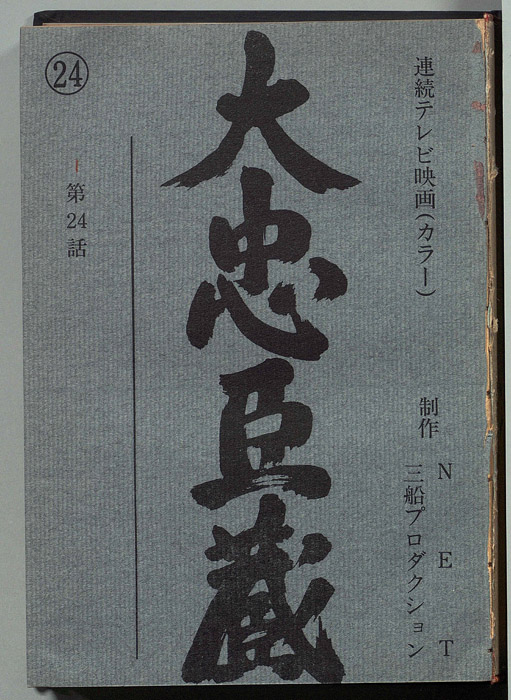 連続テレビ映画(カラー)
制作
NET
三船プロダクション
大忠臣蔵
第24話
㉔